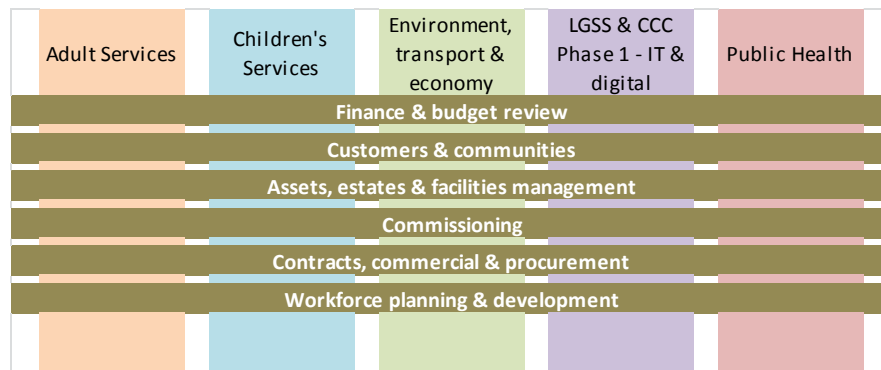 Adult Services
Children's
Services
Environment,
transport &
economy
LGSS & CCC
Phase 1 - IT &
digital
Public Health
Finance & budget review
Customers & communities
Assets, estates & facilities management
Commissioning
Contracts, commercial & procurement
Workforce planning & development